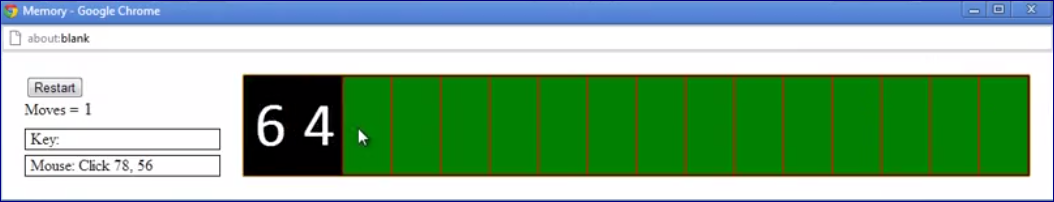 Memory - Google Chrome
about:blank
Restart
Moves = 1
Key:
Mouse: Click 78, 56
6 4